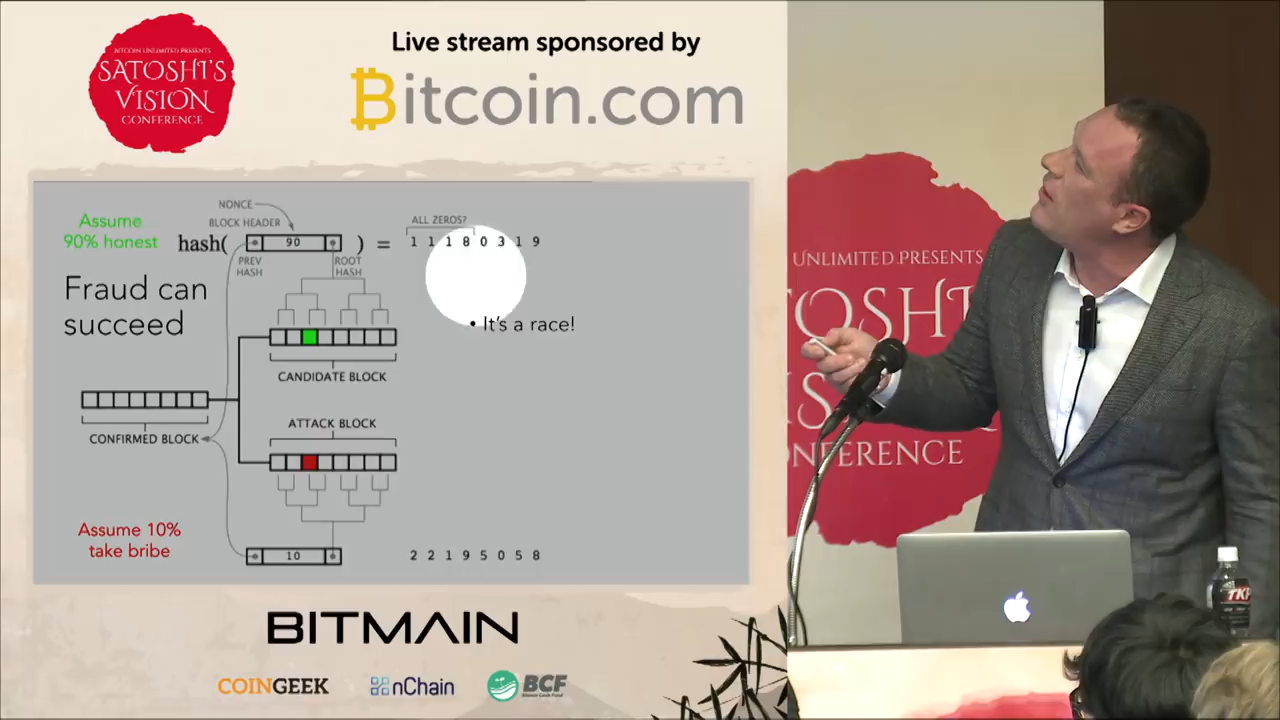 BITCOIN UNLIMITED PRESENTS
SATOSHI'S
VISION
CONFERENCE
Live stream sponsored by
Bitcoin.com
Assume
90% honest
NONCE
BLOCK HEADER
hash( 90 ) =
PREV
HASH
ROOT
HASH
ALL ZEROS?
1 1 1 8 0 3 1 9
Fraud can
succeed
• It's a race!
CANDIDATE BLOCK
CONFIRMED BLOCK
ATTACK BLOCK
Assume 10%
take bribe
10
2 2 1 9 5 0 5 8
BITMAIN
COINGEEK
nChain
BCF
UNLIMITED PRESENTS
TOSHI
IS
ONFERENCE